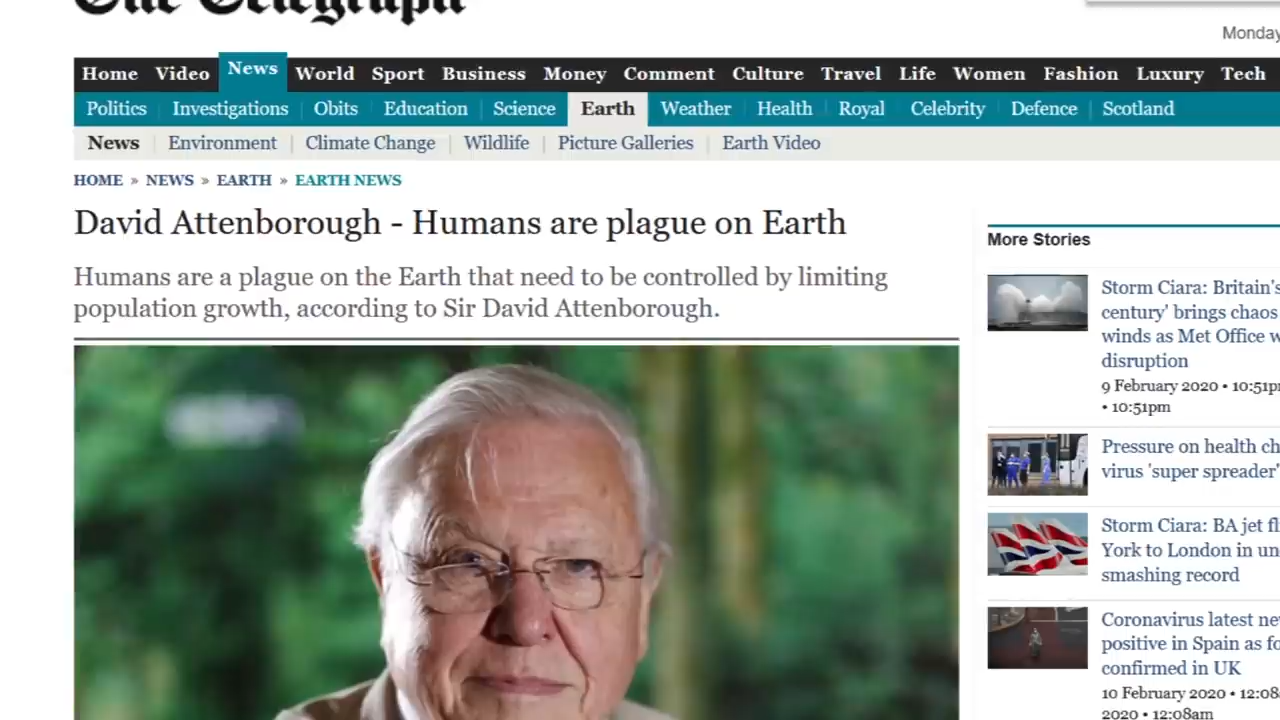 The Telegraph
Monday
Home Video News World Sport Business Money Comment Culture Travel Life Women Fashion Luxury Tech
Politics Investigations Obits Education Science Earth Weather Health Royal Celebrity Defence Scotland
News Environment Climate Change Wildlife Picture Galleries Earth Video
HOME » NEWS » EARTH » EARTH NEWS
David Attenborough - Humans are plague on Earth
Humans are a plague on the Earth that need to be controlled by limiting
population growth, according to Sir David Attenborough.
More Stories
Storm Ciara: Britain's
century' brings chaos
winds as Met Office w
disruption
9 February 2020 • 10:51p
• 10:51pm
Pressure on health ch
virus 'super spreader'
Storm Ciara: BA jet fl
York to London in un
smashing record
Coronavirus latest ne
positive in Spain as fo
confirmed in UK
10 February 2020 • 12:08
2020 • 12:08am